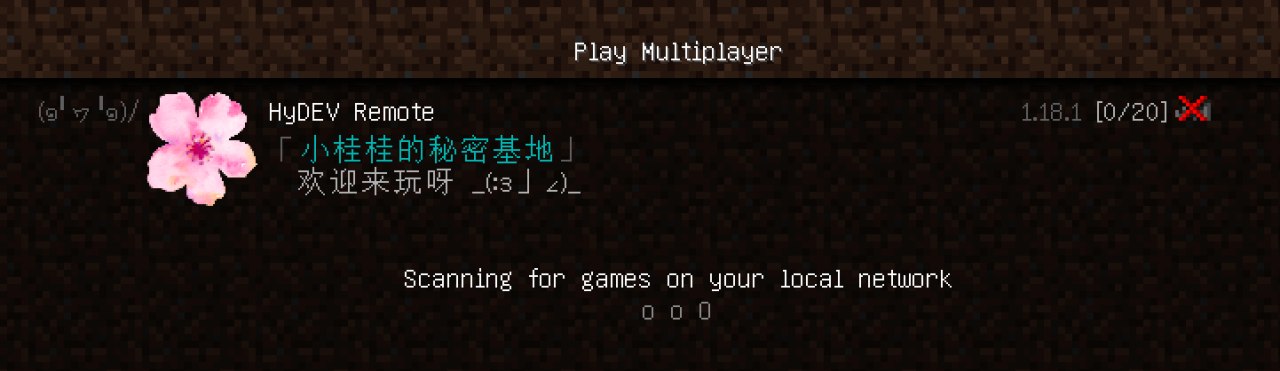 Play Multiplayer
(๑╹ヮ╹๑)/ HyDEV Remote 1.18.1 [0/20]
「小桂桂的秘密基地」
欢迎来玩呀 _(:з」∠)_
Scanning for games on your local network
o o O